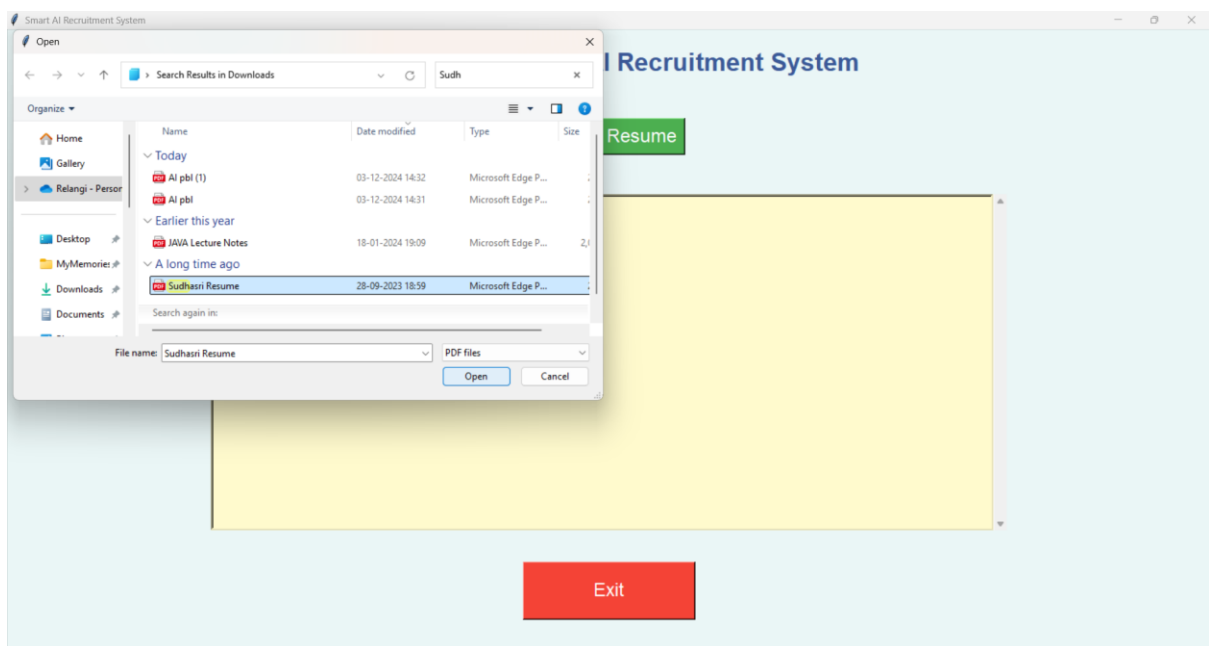 Smart AI Recruitment System
Open
I Recruitment System
Search Results in Downloads
Sudh
Organize
Resume
Home
Gallery
Relangi - Person
Desktop
MyMemories
Downloads
Documents
Name Date modified Type Size
Today
AI pbl (1) 03-12-2024 14:32 Microsoft Edge P...
AI pbl 03-12-2024 14:31 Microsoft Edge P...
Earlier this year
JAVA Lecture Notes 18-01-2024 19:09 Microsoft Edge P...
A long time ago
Sudhasri Resume 28-09-2023 18:59 Microsoft Edge P...
Search again in:
File name: Sudhasri Resume PDF files
Open Cancel
Exit